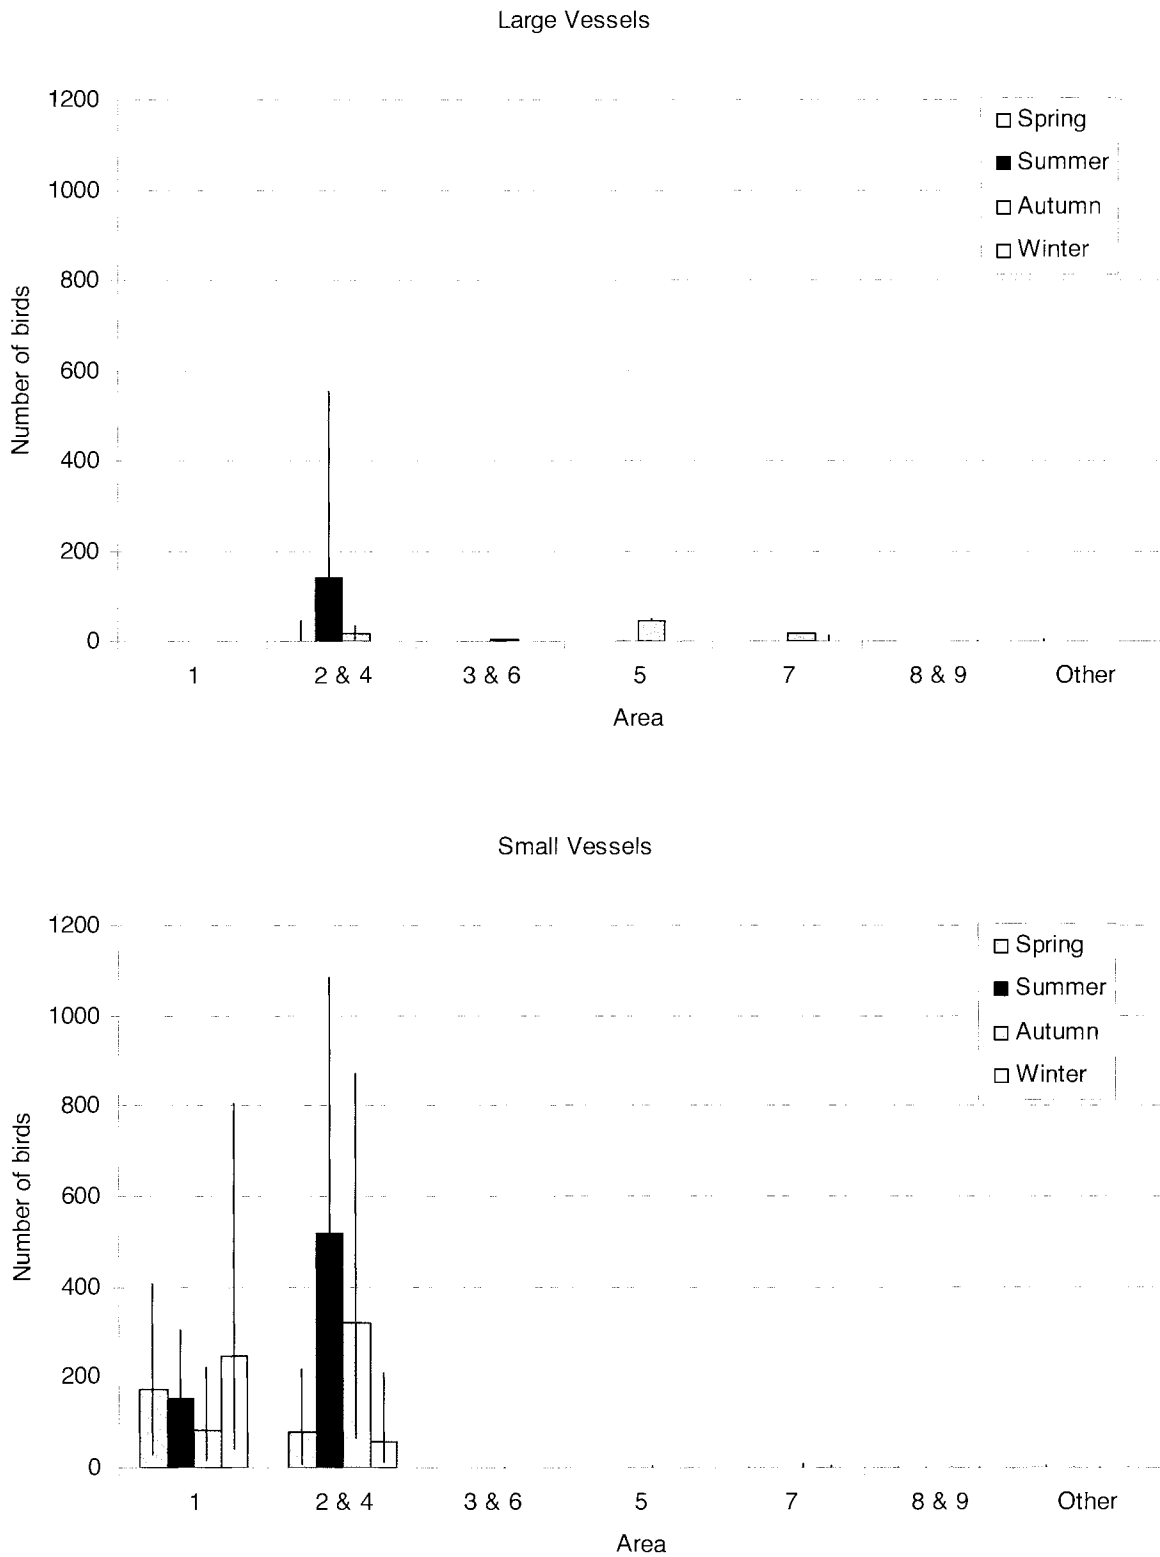 Large Vessels
1200
1000
800
600
400
200
0
Number of birds
Spring
Summer
Autumn
Winter
1 2 & 4 3 & 6 5 7 8 & 9 Other
Area
Small Vessels
1200
1000
800
600
400
200
0
Number of birds
Spring
Summer
Autumn
Winter
1 2 & 4 3 & 6 5 7 8 & 9 Other
Area